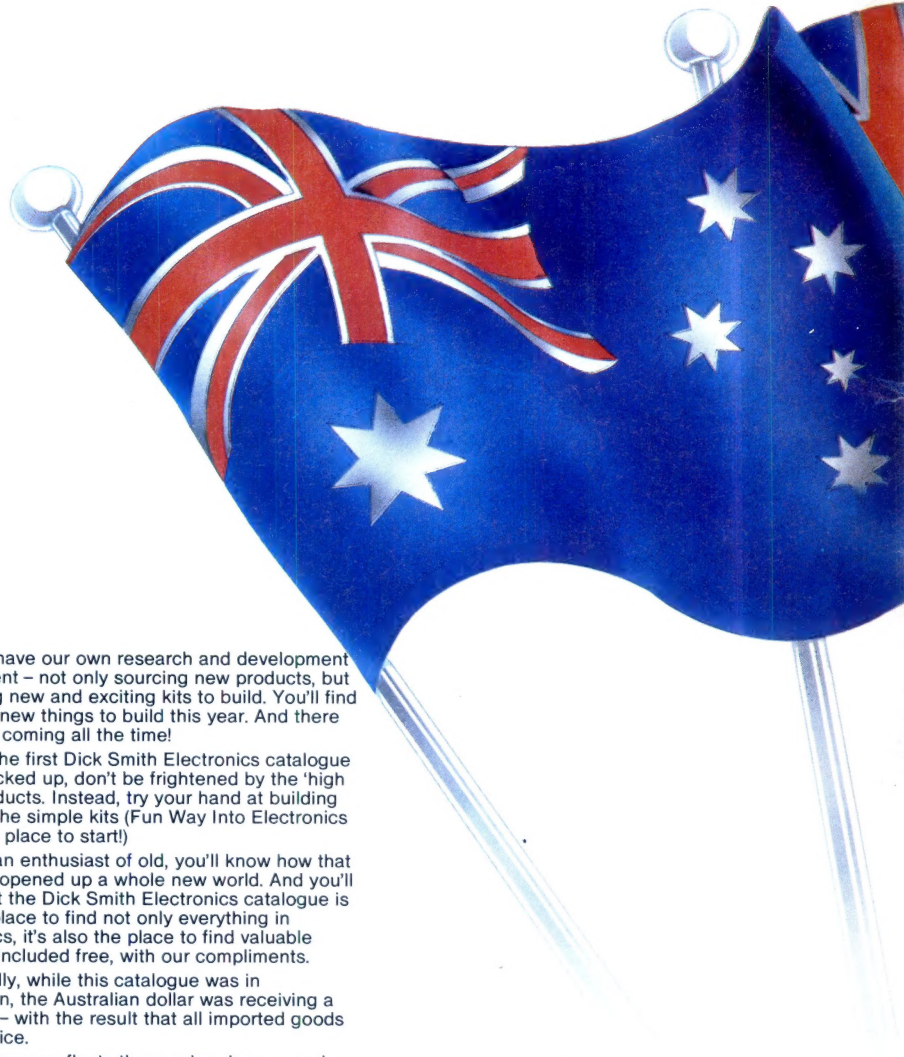 have our own research and development
ent – not only sourcing new products, but
g new and exciting kits to build. You'll find
new things to build this year. And there
coming all the time!
he first Dick Smith Electronics catalogue
cked up, don't be frightened by the 'high
ducts. Instead, try your hand at building
he simple kits (Fun Way Into Electronics
place to start!)
an enthusiast of old, you'll know how that
opened up a whole new world. And you'll
t the Dick Smith Electronics catalogue is
lace to find not only everything in
cs, it's also the place to find valuable
included free, with our compliments.
lly, while this catalogue was in
n, the Australian dollar was receiving a
– with the result that all imported goods
ice.